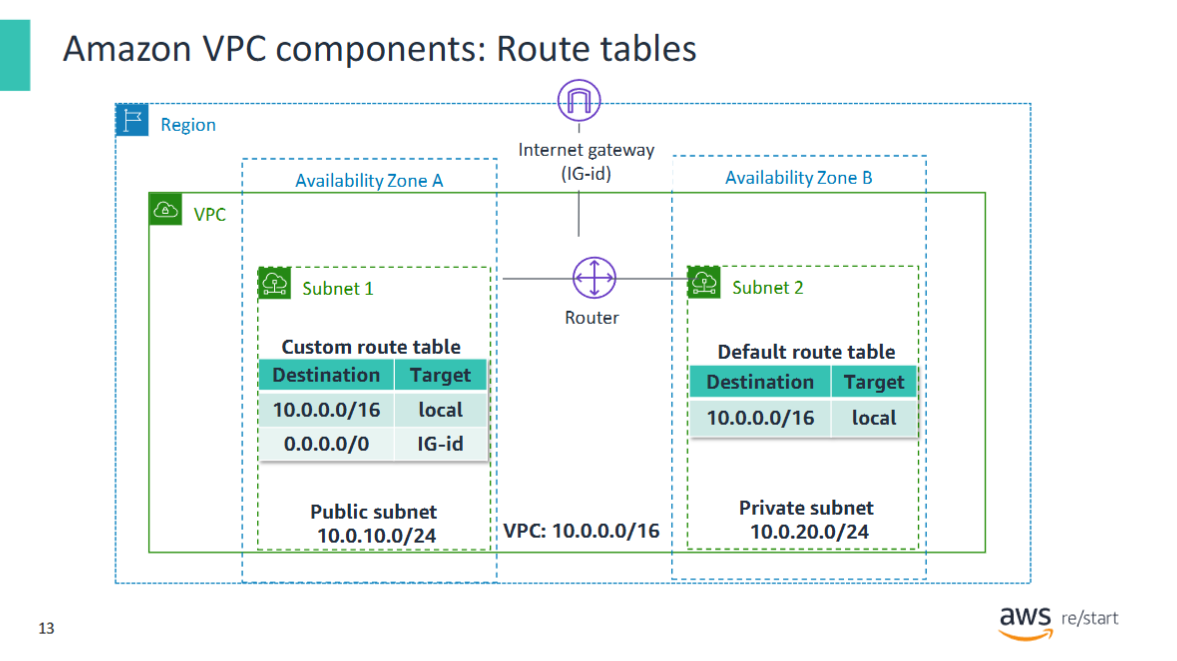 Amazon VPC components: Route tables
Region
Internet gateway
(IG-id)
Availability Zone A
Availability Zone B
VPC
Subnet 1
Router
Subnet 2
Custom route table
Destination Target
10.0.0.0/16 local
0.0.0.0/0 IG-id
Default route table
Destination Target
10.0.0.0/16 local
Public subnet
10.0.10.0/24
VPC: 10.0.0.0/16
Private subnet
10.0.20.0/24
13
aws re/start